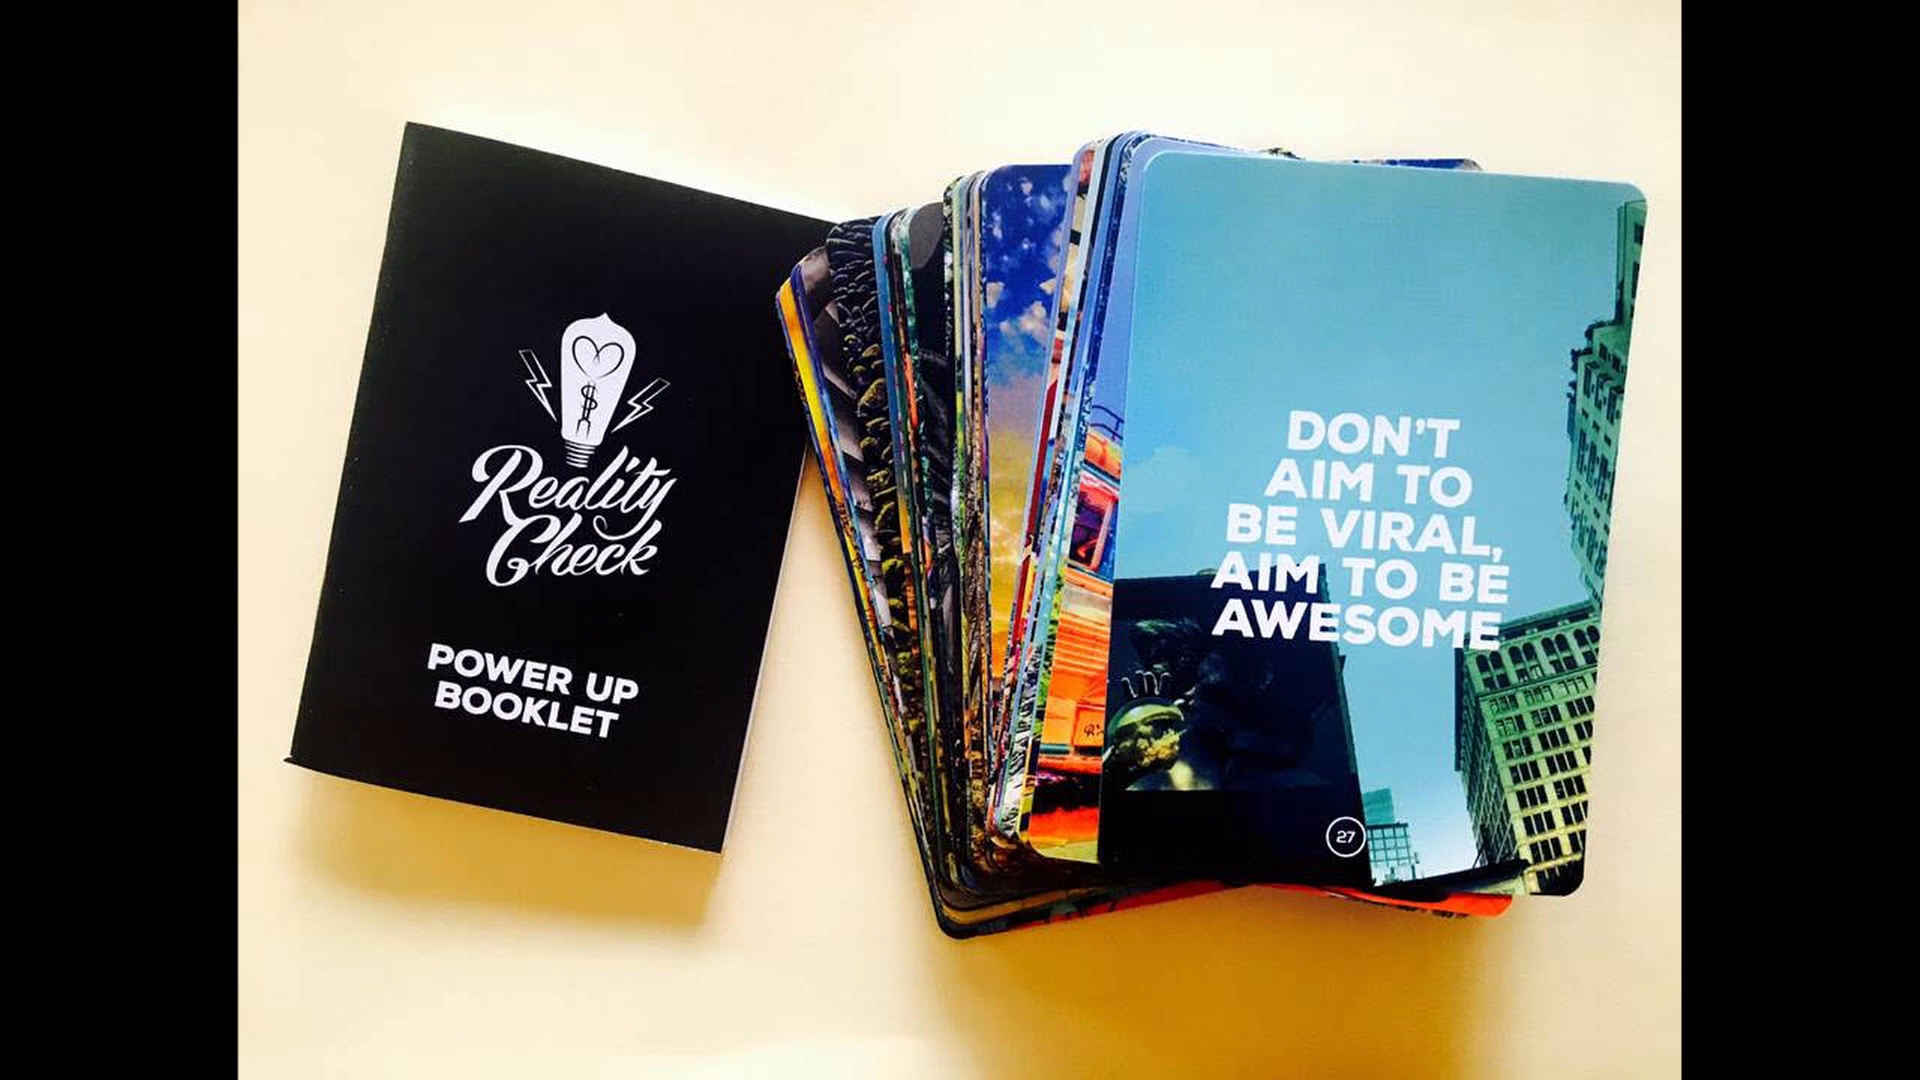 Reality
Check
POWER UP
BOOKLET
DON'T
AIM TO
BE VIRAL,
AIM TO BE
AWESOME
27